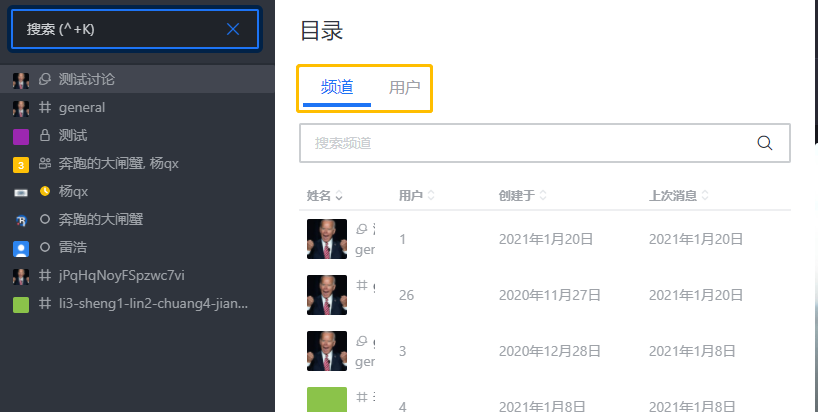 搜索 (^+K)
测试讨论
general
测试
3 奔跑的大闸蟹, 杨qx
杨qx
奔跑的大闸蟹
雷浩
jPqHqNoyFSpzwc7vi
li3-sheng1-lin2-chuang4-jian...
目录
频道 用户
搜索频道
姓名 用户 创建于 上次消息
1 2021年1月20日 2021年1月20日
ger
26 2020年11月27日 2021年1月20日
3 2020年12月28日 2021年1月8日
ger
4 2021年1月8日 2021年1月8日